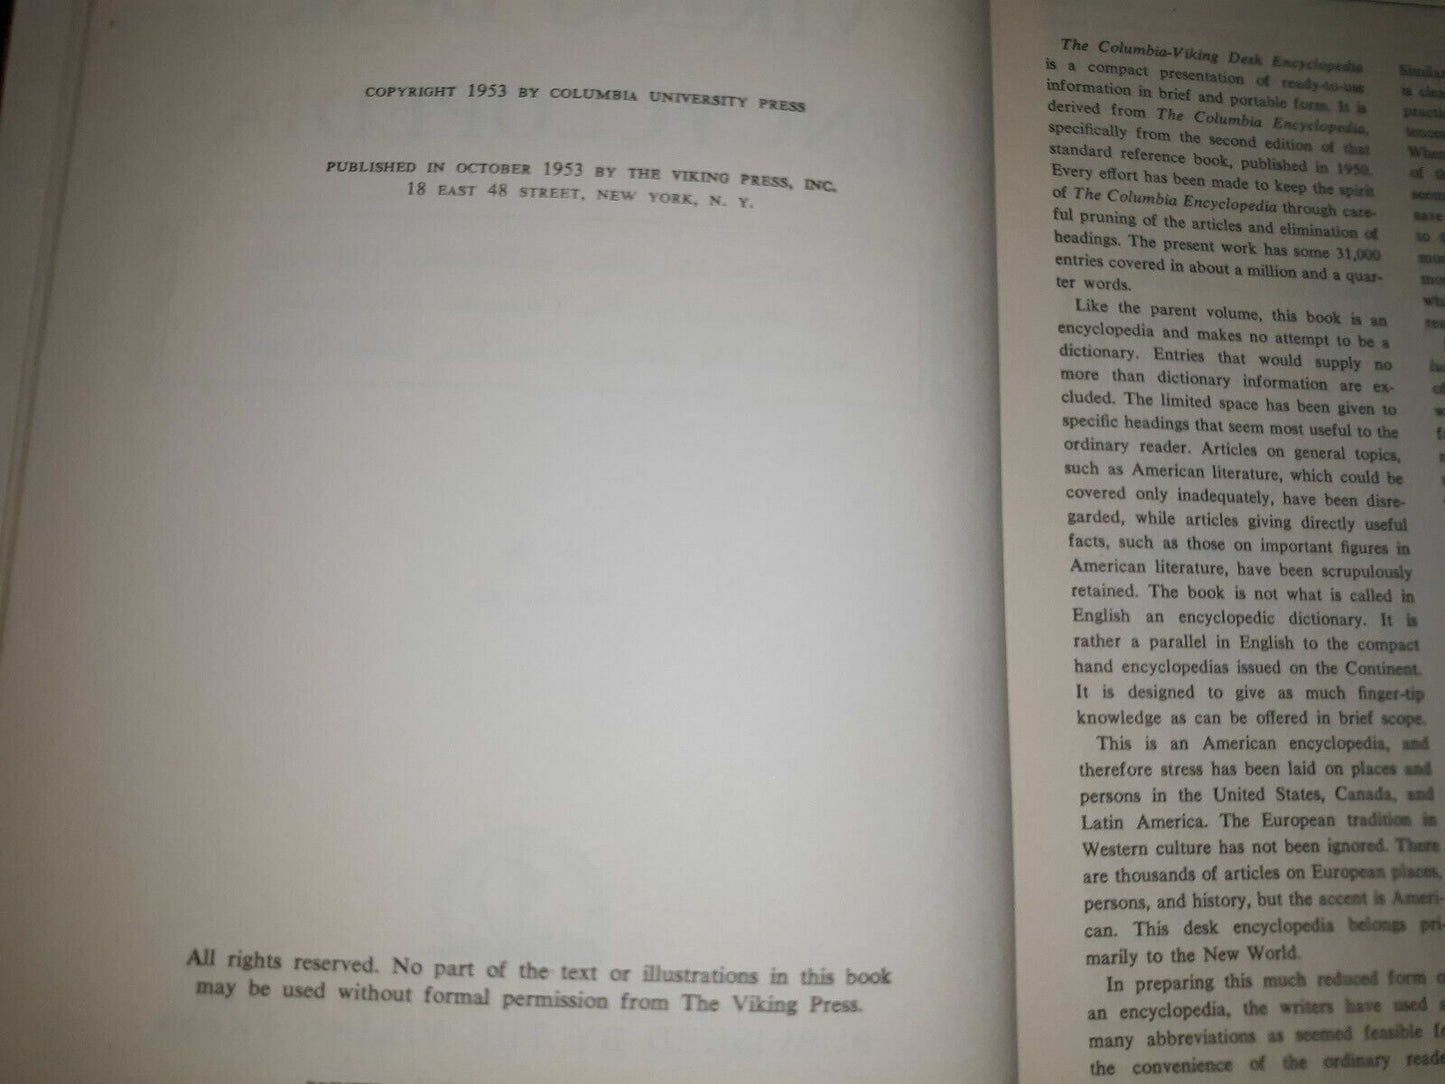 COPYRIGHT 1953 BY COLUMBIA UNIVERSITY PRESS
PUBLISHED IN OCTOBER 1953 BY THE VIKING PRESS, INC.
18 EAST 48 STREET, NEW YORK, N. Y.
All rights reserved. No part of the text or illustrations in this book
may be used without formal permission from The Viking Press.
The Columbia-Viking Desk Encyclopedia
is a compact presentation of ready-to-use
information in brief and portable form. It is
derived from The Columbia Encyclopedia,
specifically from the second edition of that
standard reference book, published in 1950.
Every effort has been made to keep the spirit
of The Columbia Encyclopedia through care-
ful pruning of the articles and elimination of
headings. The present work has some 31,000
entries covered in about a million and a quar-
ter words.
Like the parent volume, this book is an
encyclopedia and makes no attempt to be a
dictionary. Entries that would supply no
more than dictionary information are ex-
cluded. The limited space has been given to
specific headings that seem most useful to the
ordinary reader. Articles on general topics,
such as American literature, which could be
covered only inadequately, have been disre-
garded, while articles giving directly useful
facts, such as those on important figures in
American literature, have been scrupulously
retained. The book is not what is called in
English an encyclopedic dictionary. It is
rather a parallel in English to the compact
hand encyclopedias issued on the Continent.
It is designed to give as much finger-tip
knowledge as can be offered in brief scope.
This is an American encyclopedia, and
therefore stress has been laid on places and
persons in the United States, Canada, and
Latin America. The European tradition in
Western culture has not been ignored. There
are thousands of articles on European places,
persons, and history, but the accent is Ameri-
can. This desk encyclopedia belongs pri-
marily to the New World.
In preparing this much reduced form o
an encyclopedia, the writers have used a
many abbreviations as seemed feasible fo
the convenience of the ordinary reade